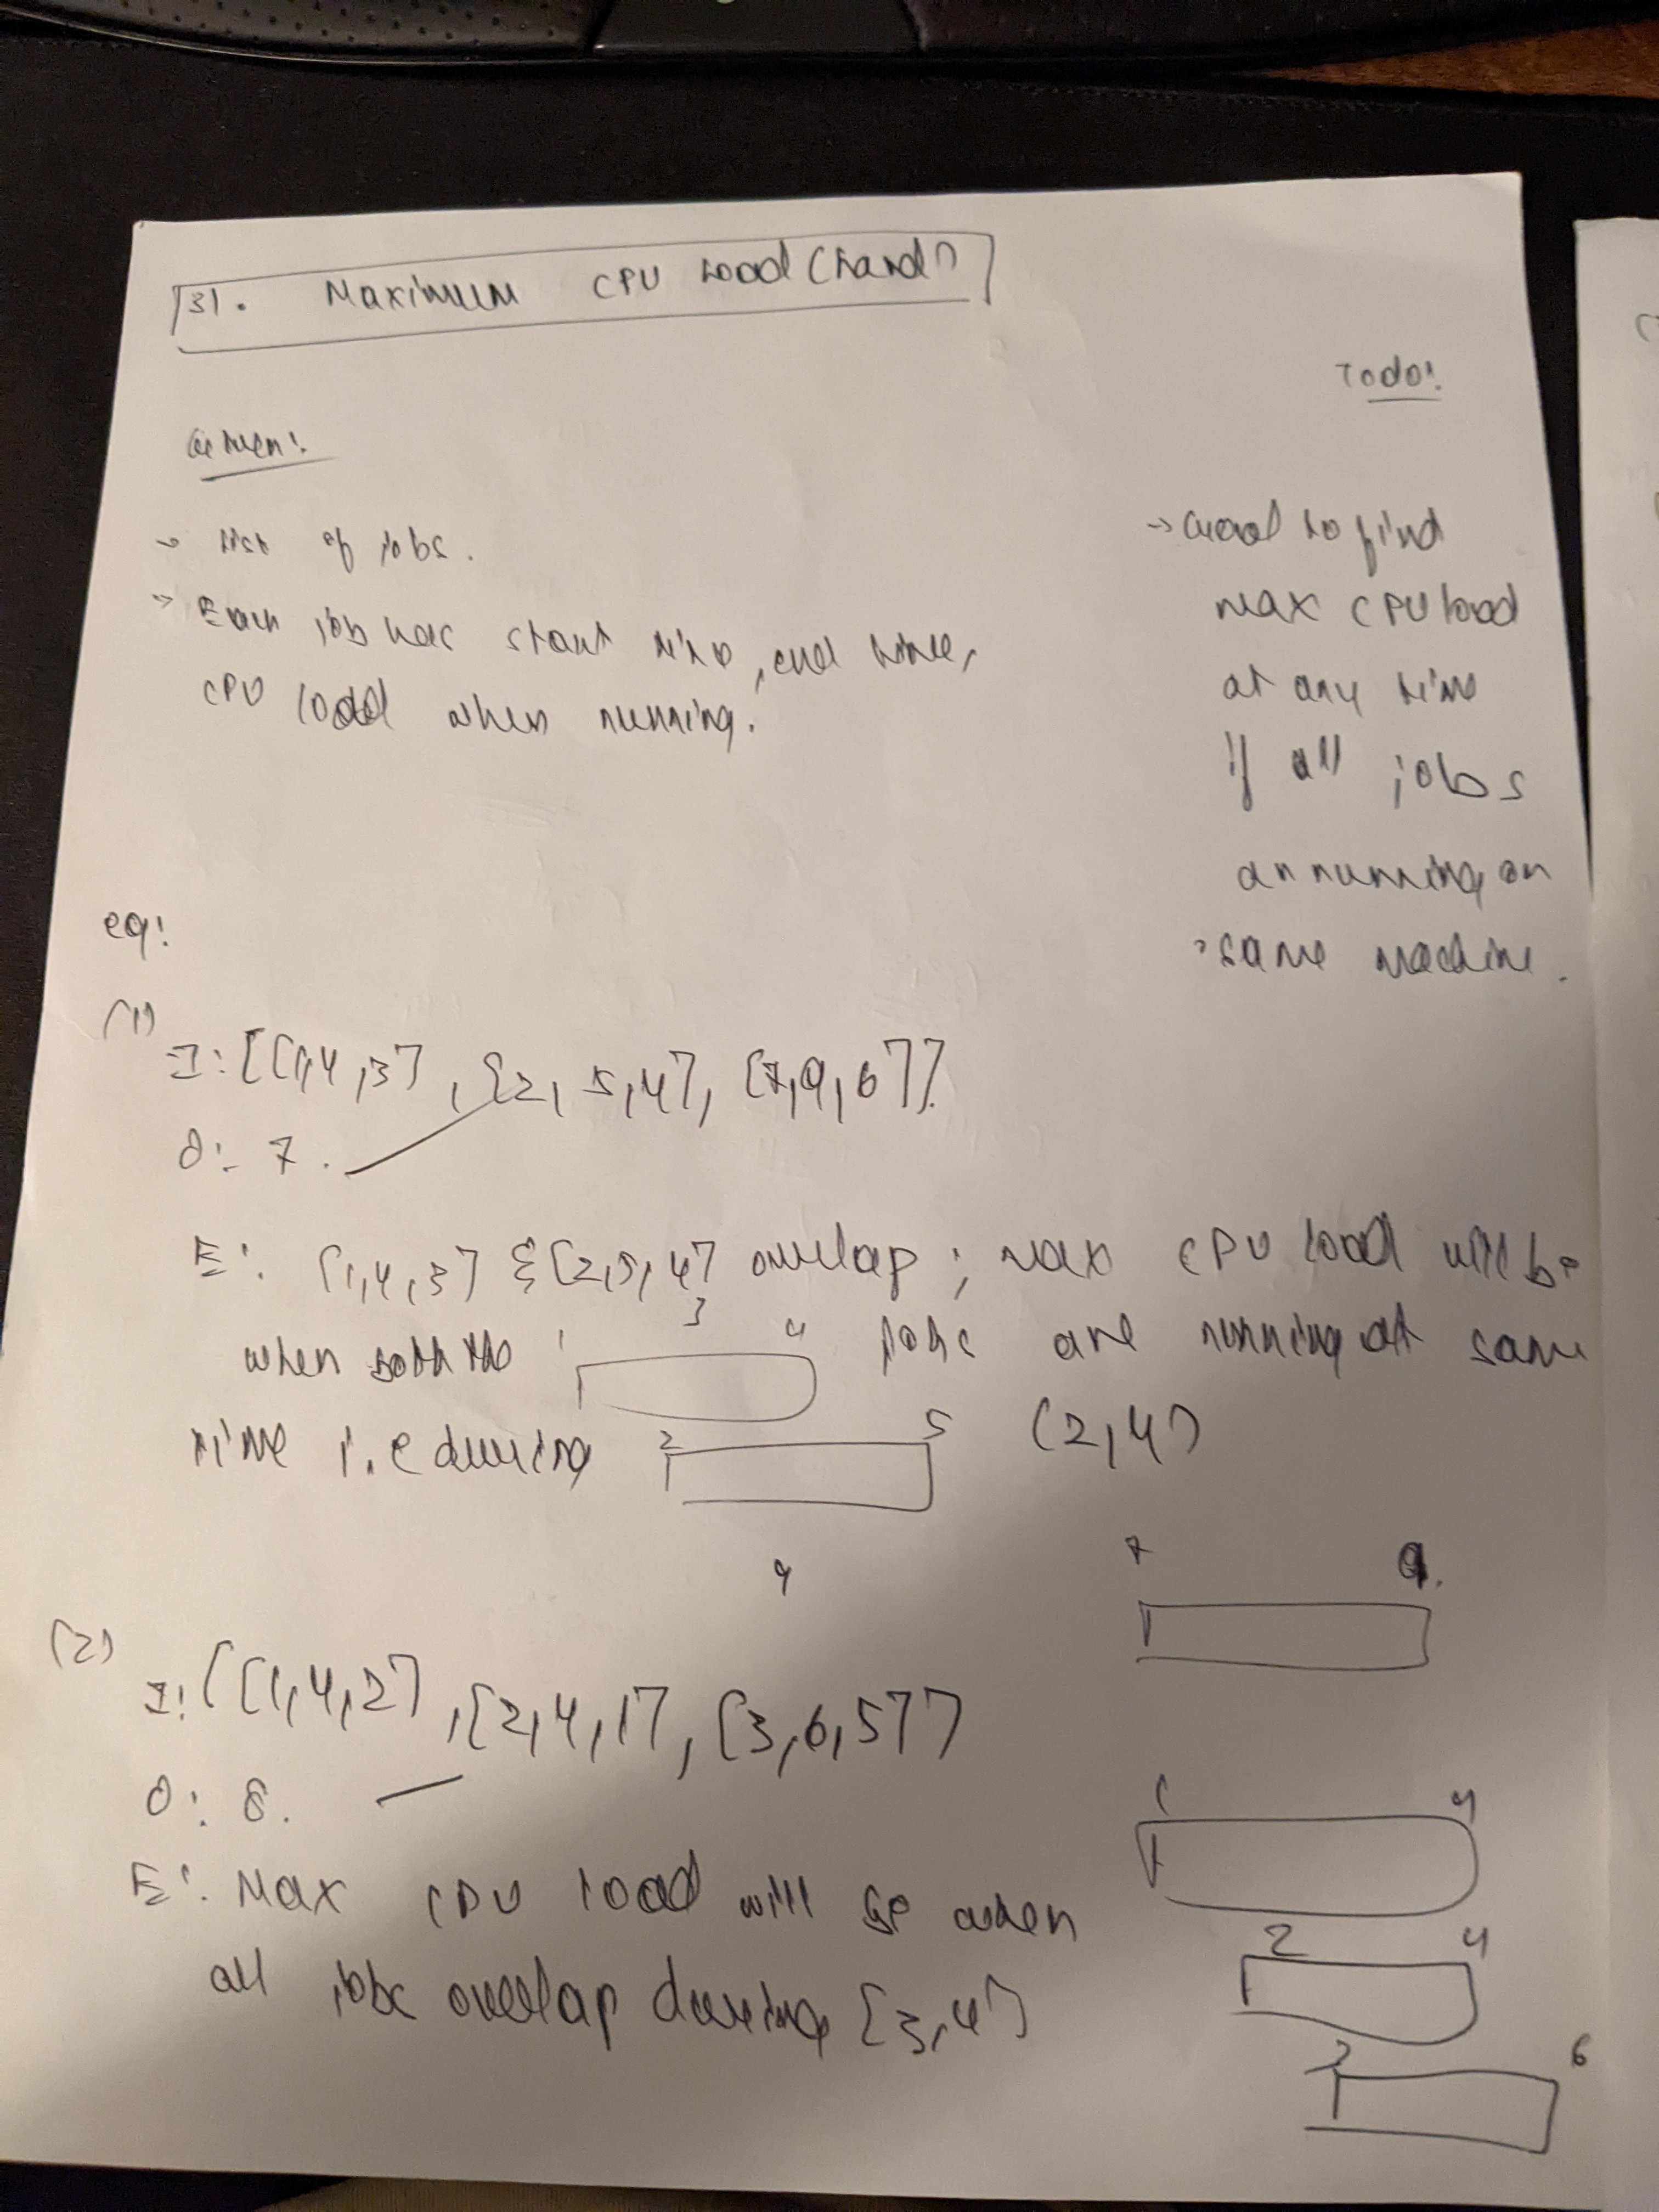 31. Maximum CPU Load (hard)
Todo:
Given:
→ list of jobs.
→ Each job has start time, end time,
CPU load when running.
→ Goal to find
max CPU load
at any time
if all jobs
are running on
same machine.
eg:
(1)
I: [[1,4,3], [2,5,4], [7,9,6]]
O: 7.
E: [1,4,3] & [2,5,4] overlap; max CPU load will be
when both the jobs are running at same
1 3 4
time i.e during (2,4)
2 5
4
7 9.
(2)
I: [[1,4,2], [2,4,1], [3,6,5]]
O: 8.
1 4
E: Max CPU load will be when
2 4
all jobs overlap during [3,4]
3 6